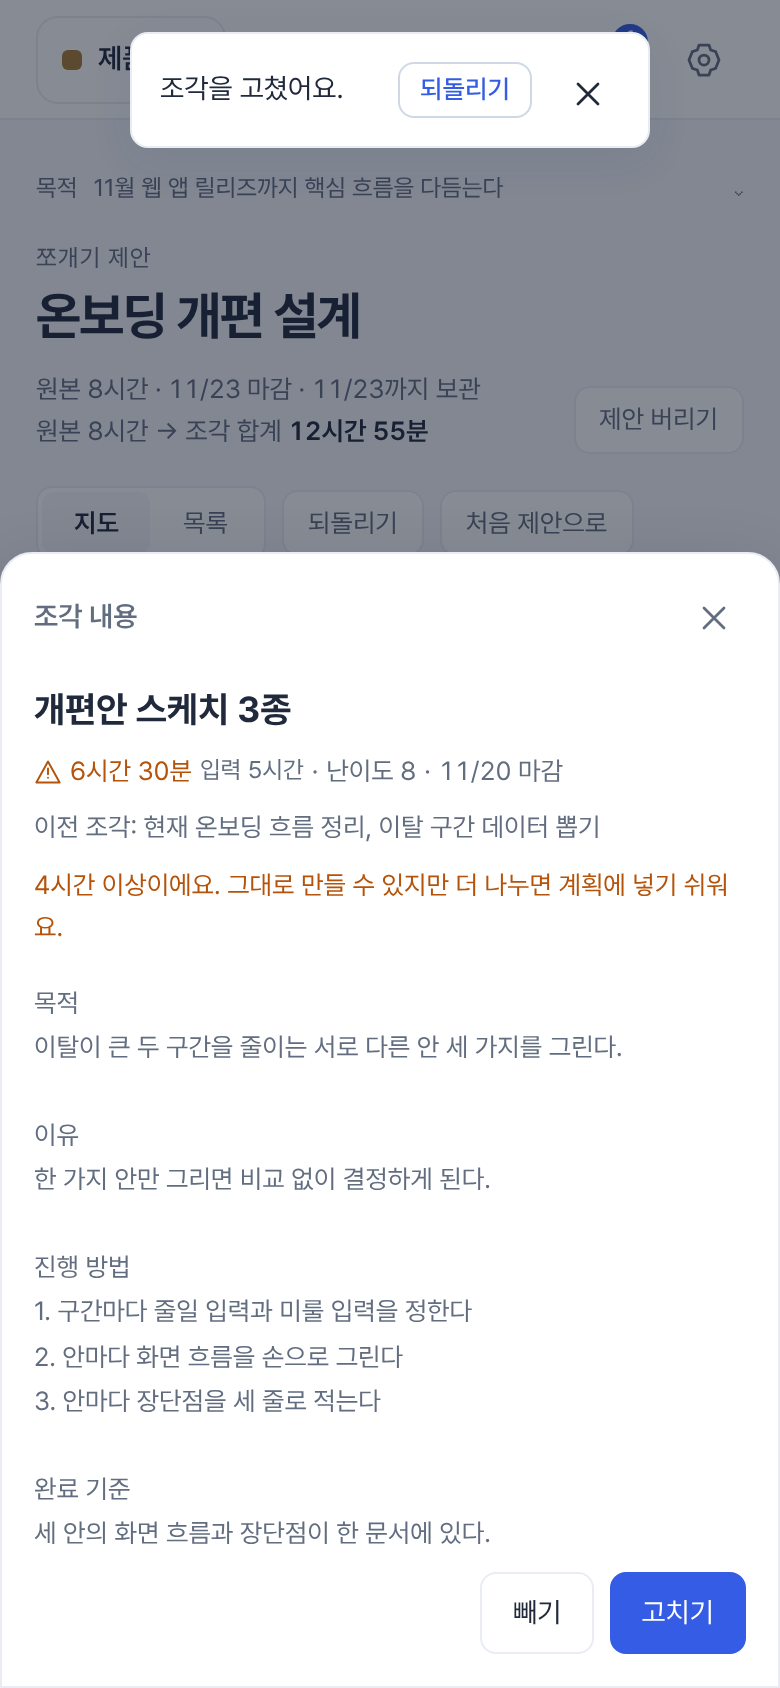 조각을 고쳤어요.
되돌리기
목적 11월 웹 앱 릴리즈까지 핵심 흐름을 다듬는다
쪼개기 제안
온보딩 개편 설계
원본 8시간 · 11/23 마감 · 11/23까지 보관
원본 8시간 → 조각 합계 12시간 55분
제안 버리기
지도
목록
되돌리기
처음 제안으로
조각 내용
개편안 스케치 3종
6시간 30분 입력 5시간 · 난이도 8 · 11/20 마감
이전 조각: 현재 온보딩 흐름 정리, 이탈 구간 데이터 뽑기
4시간 이상이에요. 그대로 만들 수 있지만 더 나누면 계획에 넣기 쉬워
요.
목적
이탈이 큰 두 구간을 줄이는 서로 다른 안 세 가지를 그린다.
이유
한 가지 안만 그리면 비교 없이 결정하게 된다.
진행 방법
1. 구간마다 줄일 입력과 미룰 입력을 정한다
2. 안마다 화면 흐름을 손으로 그린다
3. 안마다 장단점을 세 줄로 적는다
완료 기준
세 안의 화면 흐름과 장단점이 한 문서에 있다.
빼기
고치기